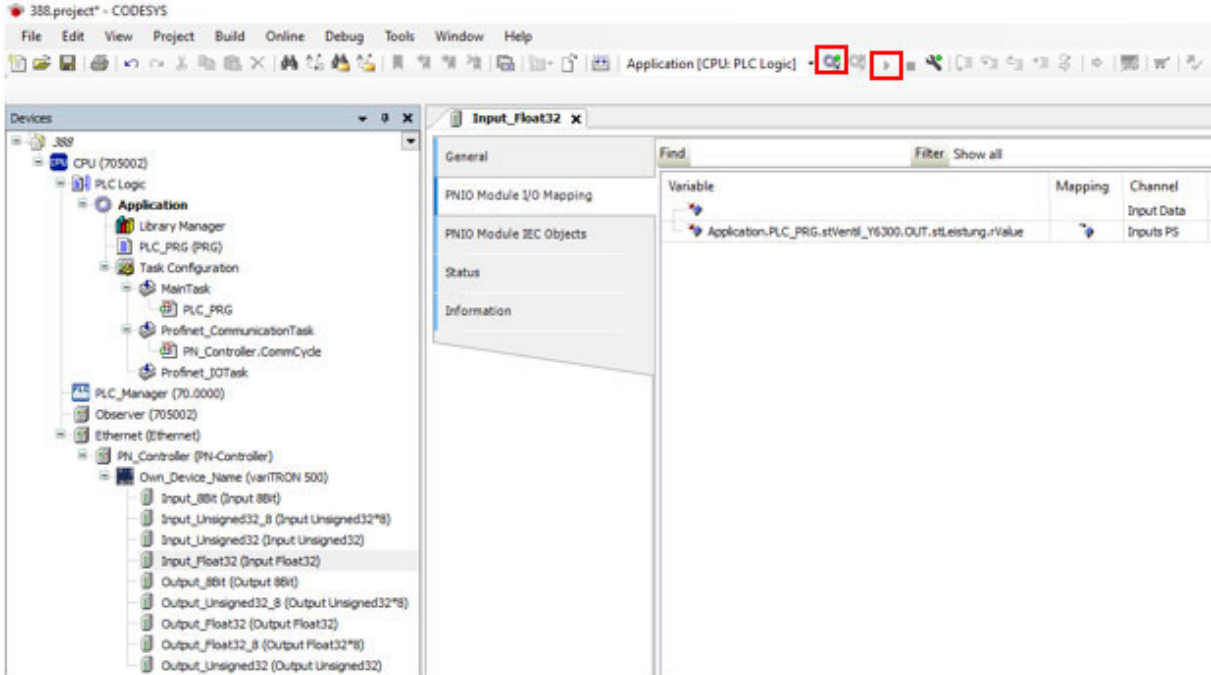 388.project* - CODESYS
File Edit View Project Build Online Debug Tools Window Help
Application [CPU: PLC Logic]
Devices
388
CPU (705002)
PLC Logic
Application
Library Manager
PLC_PRG (PRG)
Task Configuration
MainTask
PLC_PRG
Profinet_CommunicationTask
PN_Controller.CommCycle
Profinet_IOTask
PLC_Manager (70.0000)
Observer (705002)
Ethernet (Ethernet)
PN_Controller (PN-Controller)
Own_Device_Name (variTRON 500)
Input_8Bit (Input 8Bit)
Input_Unsigned32_8 (Input Unsigned32*8)
Input_Unsigned32 (Input Unsigned32)
Input_Float32 (Input Float32)
Output_8Bit (Output 8Bit)
Output_Unsigned32_8 (Output Unsigned32*8)
Output_Float32 (Output Float32)
Output_Float32_8 (Output Float32*8)
Output_Unsigned32 (Output Unsigned32)
Input_Float32
General
PNIO Module I/O Mapping
PNIO Module IEC Objects
Status
Information
Find Filter Show all
Variable Mapping Channel
Input Data
Application.PLC_PRG.stVentil_Y6300.OUT.stLeistung.rValue Inputs PS